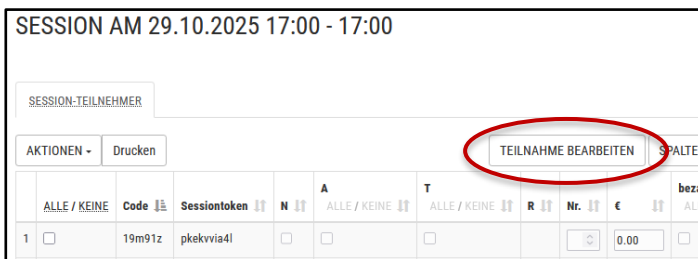 SESSION AM 29.10.2025 17:00 - 17:00
SESSION-TEILNEHMER
AKTIONEN Drucken TEILNAHME BEARBEITEN SPALTE
ALLE / KEINE Code Sessiontoken N A ALLE / KEINE T ALLE / KEINE R Nr. € beza AL
1 19m91z pkekvvia4l 0.00